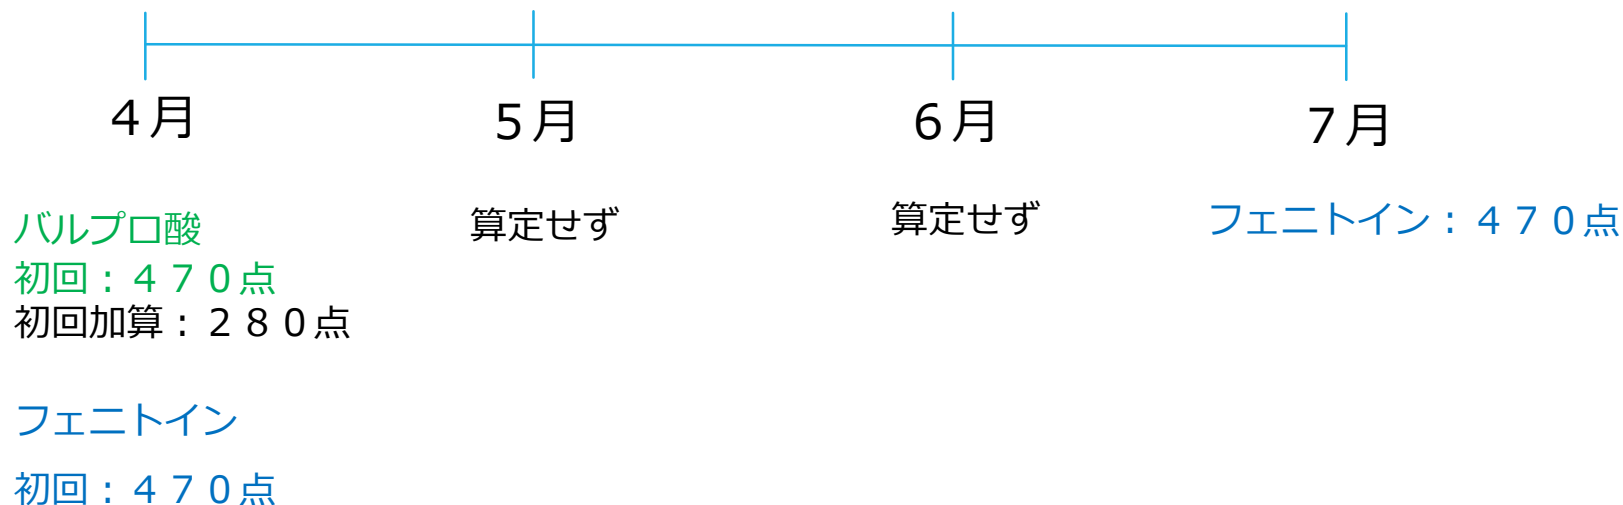 4月
5月
6月
7月
バルプロ酸
初回：４７０点
初回加算：２８０点
フェニトイン
初回：４７０点
算定せず
算定せず
フェニトイン：４７０点